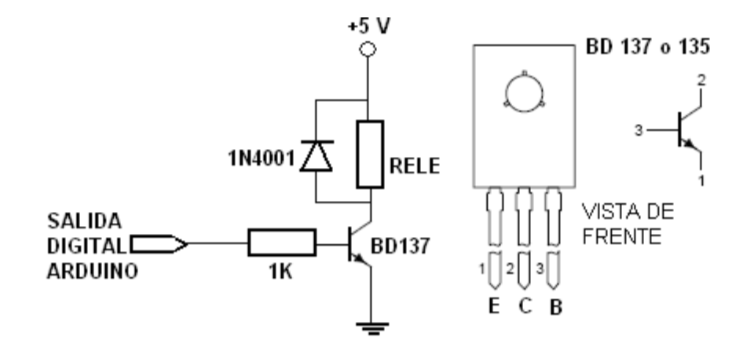 +5 V
1N4001
RELE
SALIDA
DIGITAL
ARDUINO
1K
BD137
BD 137 o 135
2
3
1
VISTA DE
FRENTE
1 2 3
E C B